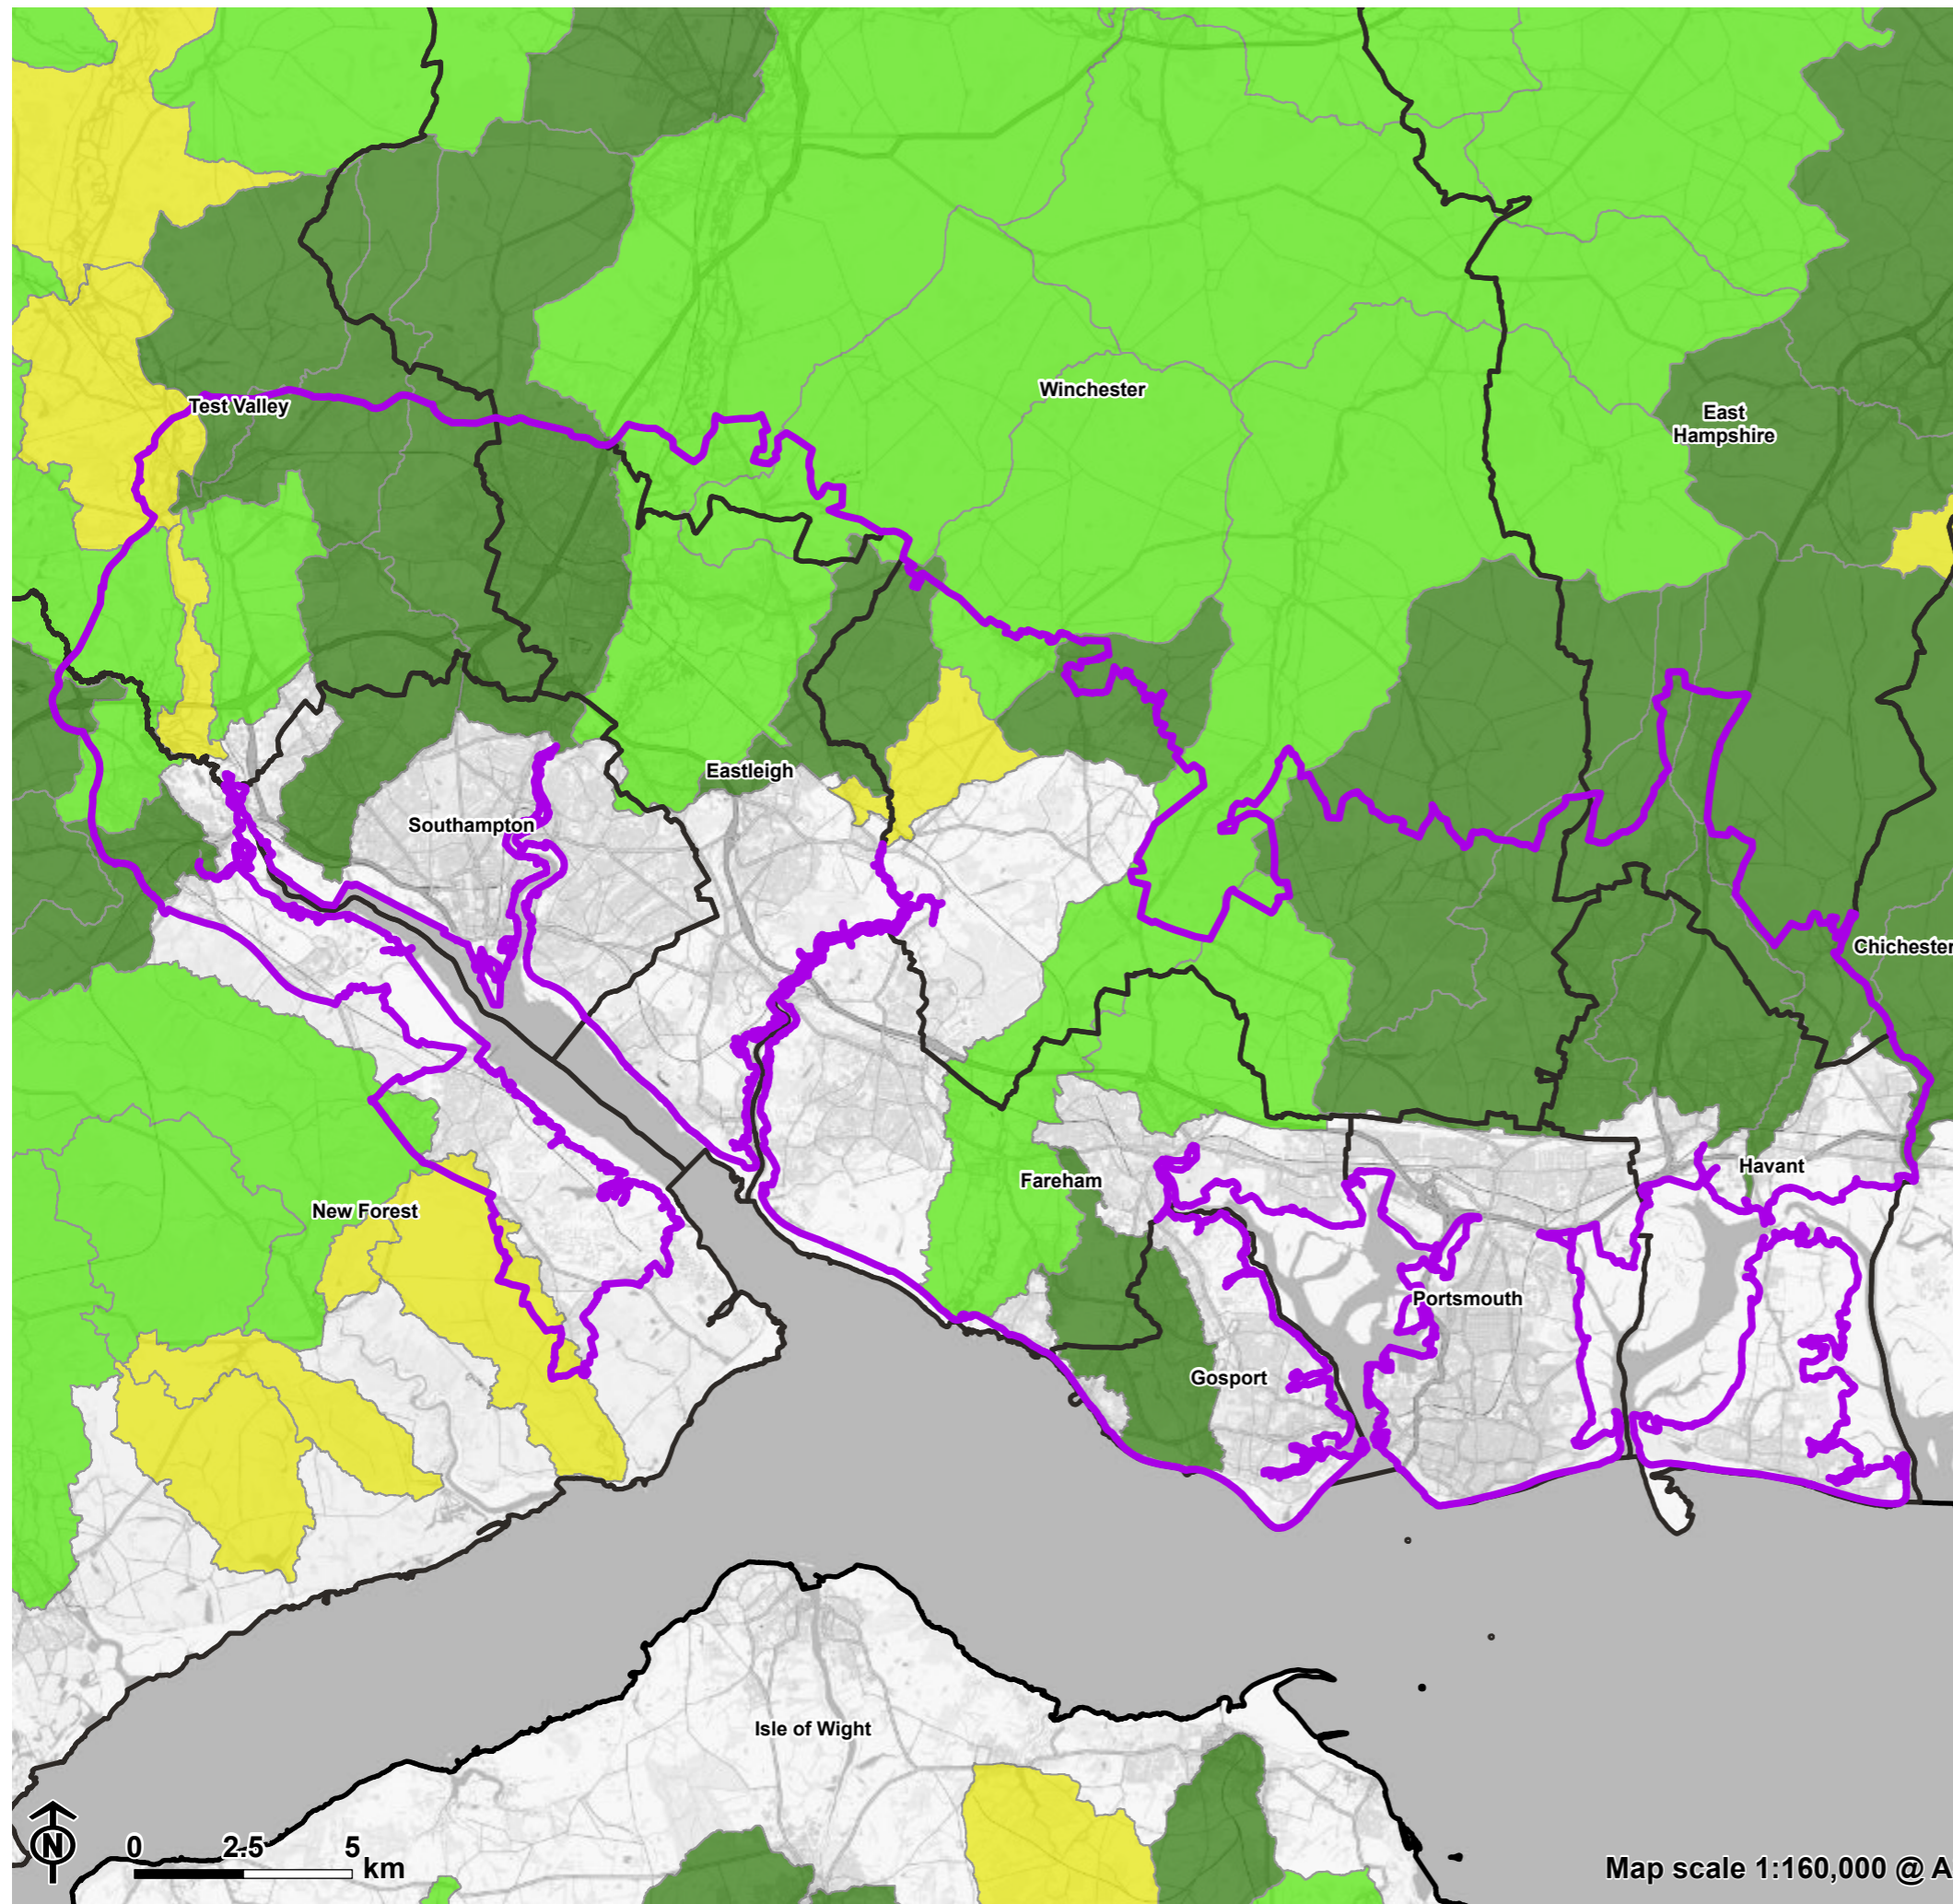 Winchester
Test Valley
East
Hampshire
Eastleigh
Southampton
Chichester
Havant
Fareham
New Forest
Portsmouth
Gosport
Isle of Wight
N
0 2.5 5
km
Map scale 1:160,000 @ A